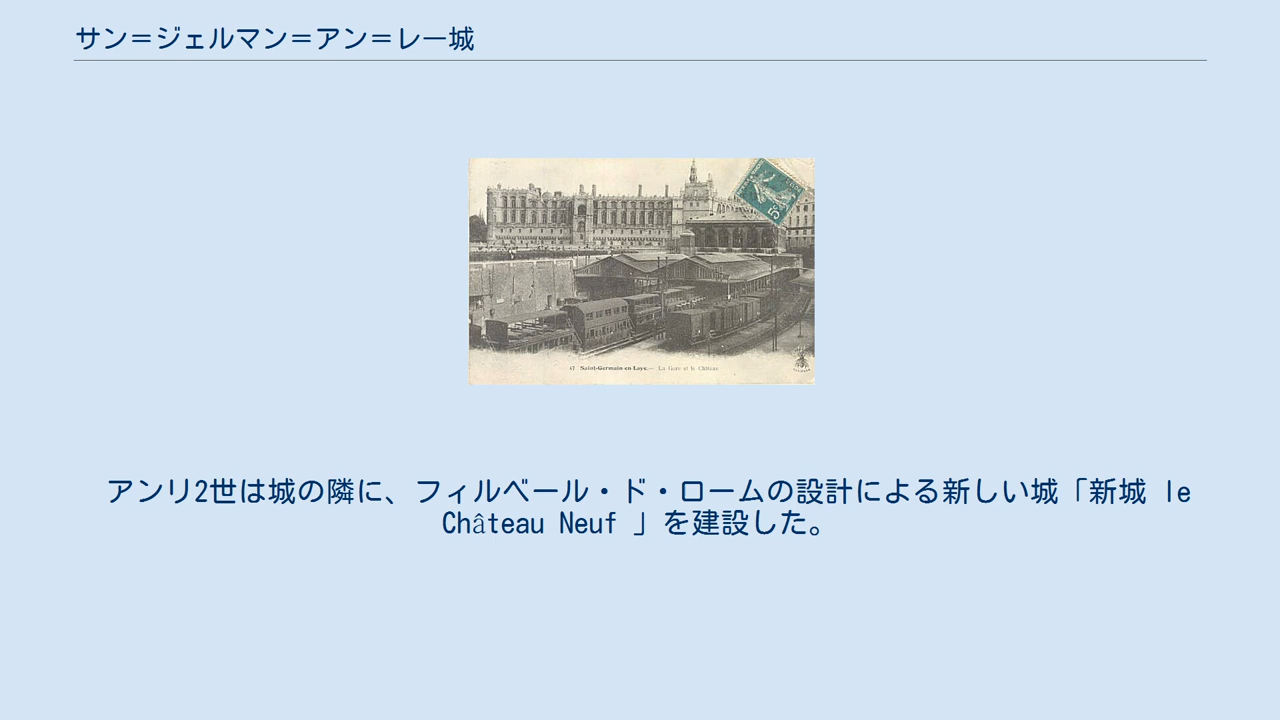 サン＝ジェルマン＝アン＝レー城
5c
47 Saint-Germain-en-Laye.— La Gare et le Château
アンリ2世は城の隣に、フィルベール・ド・ロームの設計による新しい城「新城 le
Château Neuf 」を建設した。